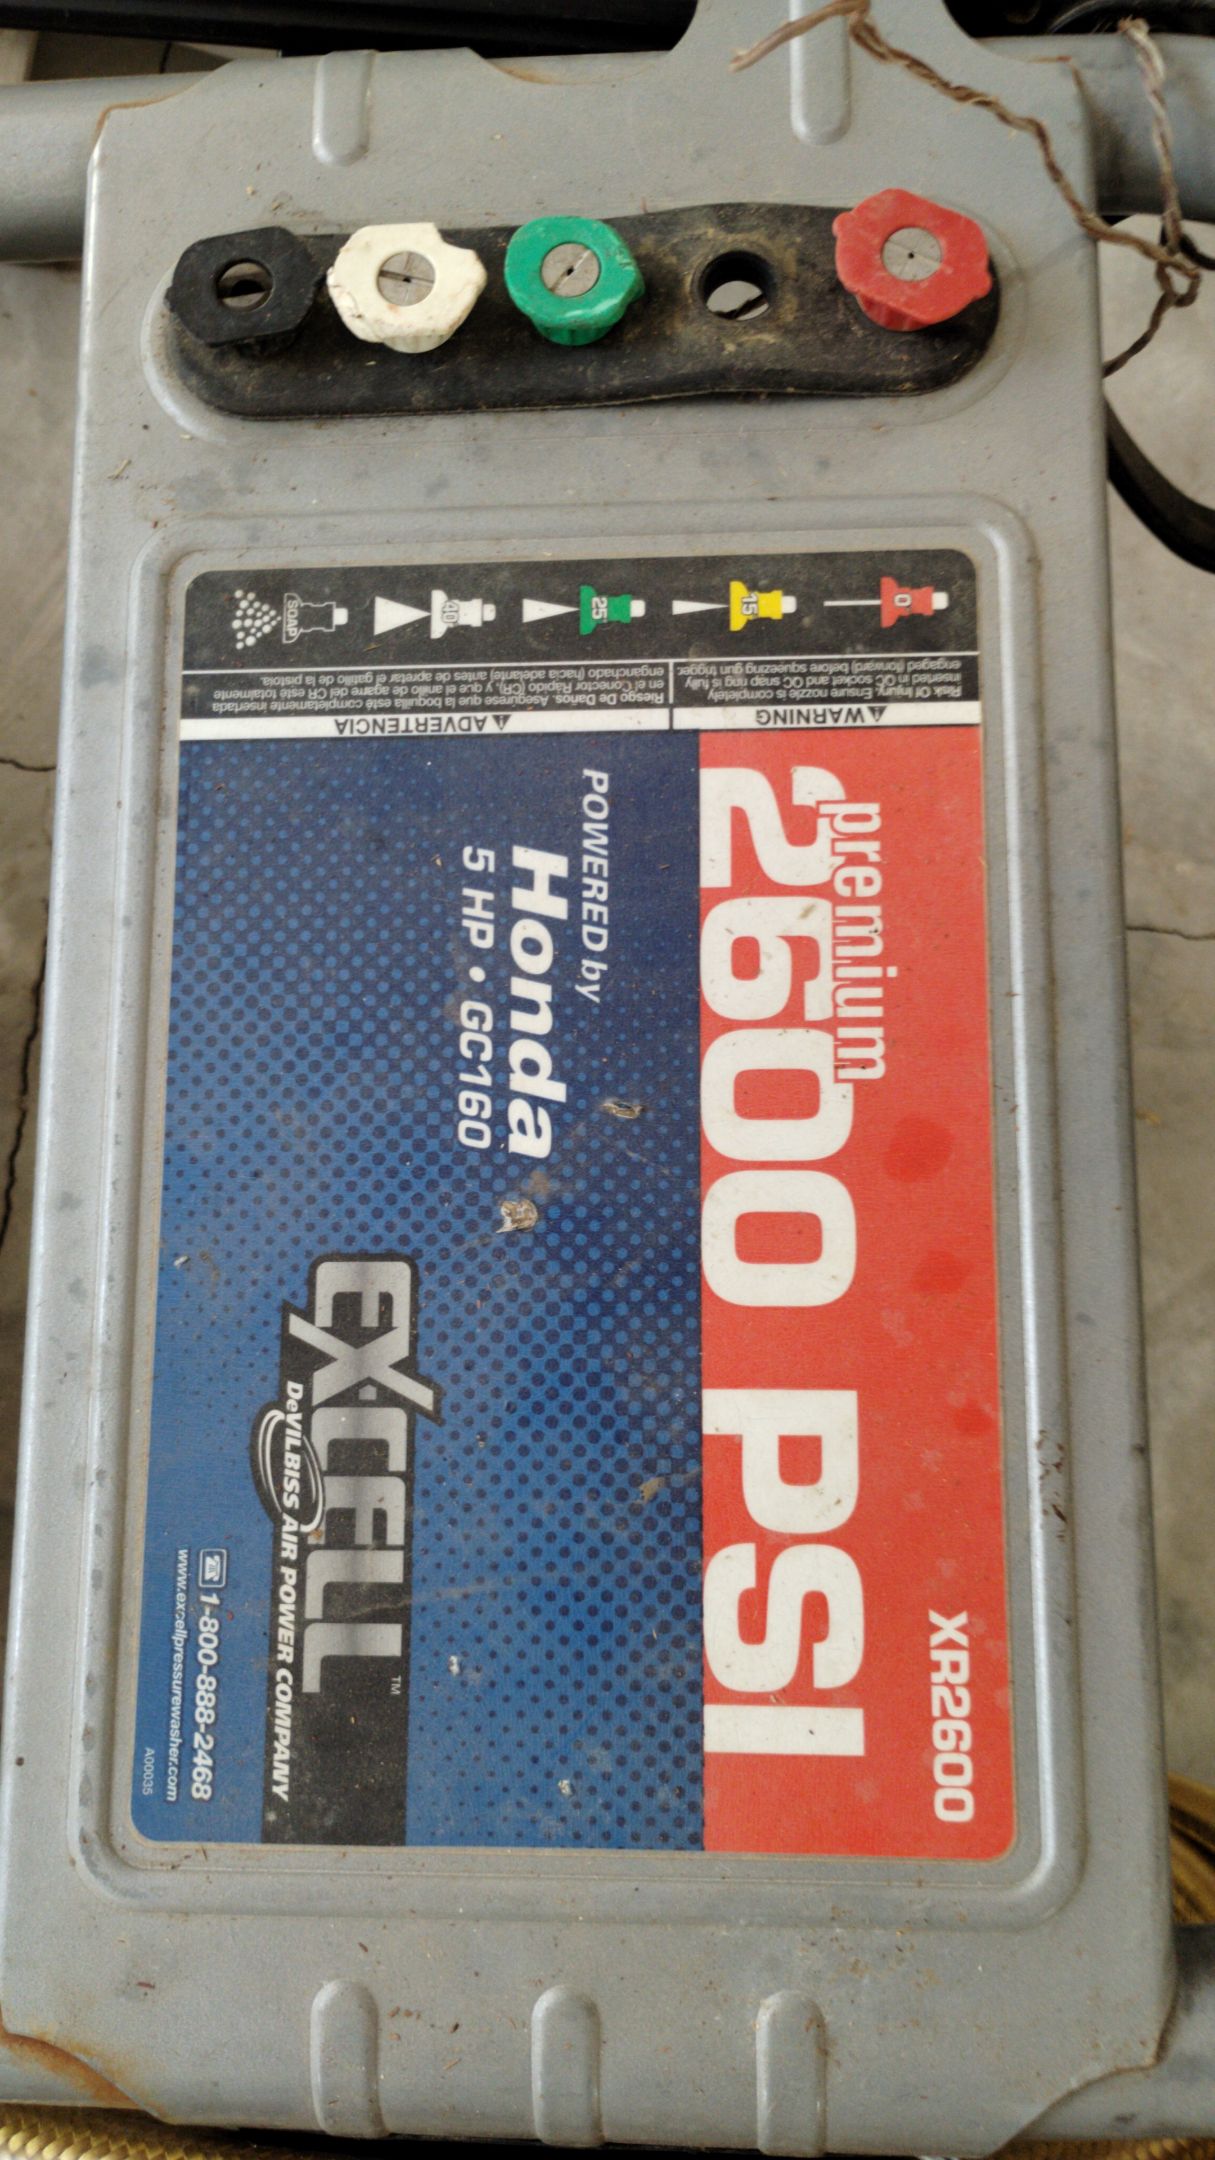 premium
2600 PSI
XR2600
POWERED by
Honda
5 HP • GC160
EXCELL™
DeVILBISS AIR POWER COMPANY
1-800-888-2468
www.excellpressurewasher.com
A00035
0°
15°
25°
40°
SOAP
WARNING
Risk Of Injury. Ensure nozzle is completely
inserted in QC socket and QC snap ring is fully
engaged (forward) before squeezing gun trigger.
ADVERTENCIA
Riesgo De Daños. Asegúrese que la boquilla esté completamente insertada
en el Conector Rápido (CR), y que el anillo de agarre del CR esté totalmente
enganchado (hacia adelante) antes de apretar el gatillo de la pistola.